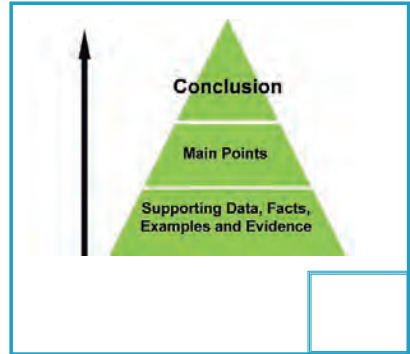 Conclusion
Main Points
Supporting Data, Facts,
Examples and Evidence